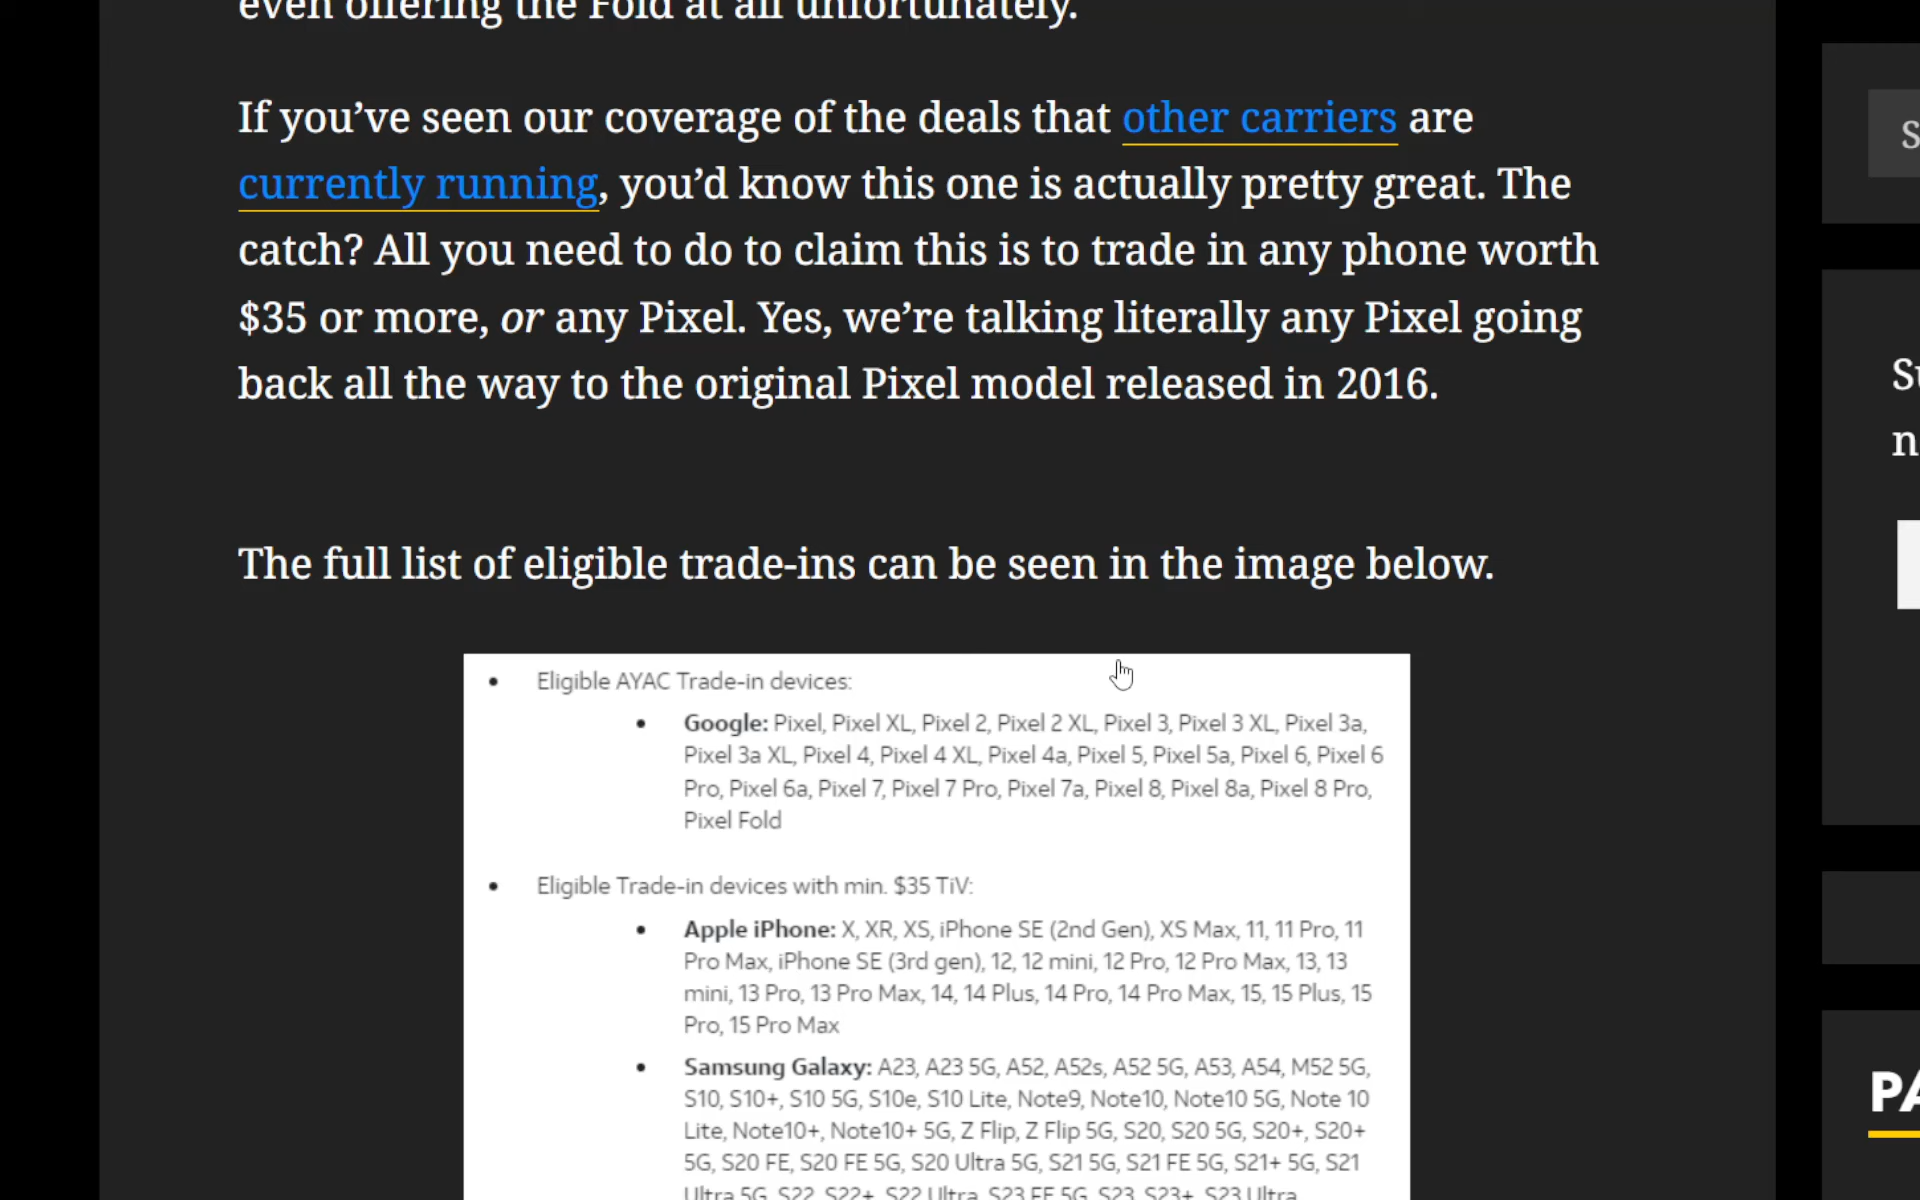 even offering the Fold at all unfortunately.
If you’ve seen our coverage of the deals that other carriers are
currently running, you’d know this one is actually pretty great. The
catch? All you need to do to claim this is to trade in any phone worth
$35 or more, or any Pixel. Yes, we’re talking literally any Pixel going
back all the way to the original Pixel model released in 2016.
The full list of eligible trade-ins can be seen in the image below.
• Eligible AYAC Trade-in devices:
• Google: Pixel, Pixel XL, Pixel 2, Pixel 2 XL, Pixel 3, Pixel 3 XL, Pixel 3a,
Pixel 3a XL, Pixel 4, Pixel 4 XL, Pixel 4a, Pixel 5, Pixel 5a, Pixel 6, Pixel 6
Pro, Pixel 6a, Pixel 7, Pixel 7 Pro, Pixel 7a, Pixel 8, Pixel 8a, Pixel 8 Pro,
Pixel Fold
• Eligible Trade-in devices with min. $35 TiV:
• Apple iPhone: X, XR, XS, iPhone SE (2nd Gen), XS Max, 11, 11 Pro, 11
Pro Max, iPhone SE (3rd gen), 12, 12 mini, 12 Pro, 12 Pro Max, 13, 13
mini, 13 Pro, 13 Pro Max, 14, 14 Plus, 14 Pro, 14 Pro Max, 15, 15 Plus, 15
Pro, 15 Pro Max
• Samsung Galaxy: A23, A23 5G, A52, A52s, A52 5G, A53, A54, M52 5G,
S10, S10+, S10 5G, S10e, S10 Lite, Note9, Note10, Note10 5G, Note 10
Lite, Note10+, Note10+ 5G, Z Flip, Z Flip 5G, S20, S20 5G, S20+, S20+
5G, S20 FE, S20 FE 5G, S20 Ultra 5G, S21 5G, S21 FE 5G, S21+ 5G, S21
Ultra 5G, S22, S22+, S22 Ultra, S23 FE 5G, S23, S23+, S23 Ultra